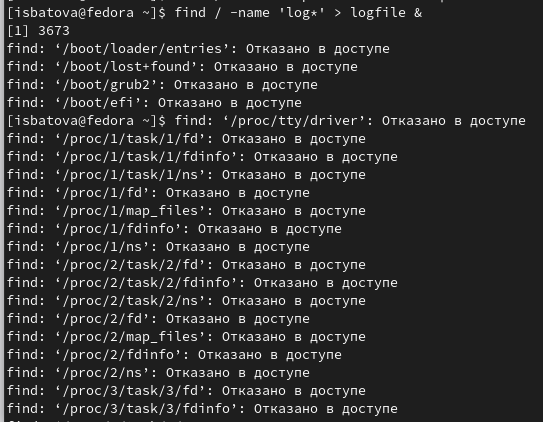 [isbatova@fedora ~]$ find / -name 'log*' > logfile &
[1] 3673
find: ‘/boot/loader/entries’: Отказано в доступе
find: ‘/boot/lost+found’: Отказано в доступе
find: ‘/boot/grub2’: Отказано в доступе
find: ‘/boot/efi’: Отказано в доступе
[isbatova@fedora ~]$ find: ‘/proc/tty/driver’: Отказано в доступе
find: ‘/proc/1/task/1/fd’: Отказано в доступе
find: ‘/proc/1/task/1/fdinfo’: Отказано в доступе
find: ‘/proc/1/task/1/ns’: Отказано в доступе
find: ‘/proc/1/fd’: Отказано в доступе
find: ‘/proc/1/map_files’: Отказано в доступе
find: ‘/proc/1/fdinfo’: Отказано в доступе
find: ‘/proc/1/ns’: Отказано в доступе
find: ‘/proc/2/task/2/fd’: Отказано в доступе
find: ‘/proc/2/task/2/fdinfo’: Отказано в доступе
find: ‘/proc/2/task/2/ns’: Отказано в доступе
find: ‘/proc/2/fd’: Отказано в доступе
find: ‘/proc/2/map_files’: Отказано в доступе
find: ‘/proc/2/fdinfo’: Отказано в доступе
find: ‘/proc/2/ns’: Отказано в доступе
find: ‘/proc/3/task/3/fd’: Отказано в доступе
find: ‘/proc/3/task/3/fdinfo’: Отказано в доступе